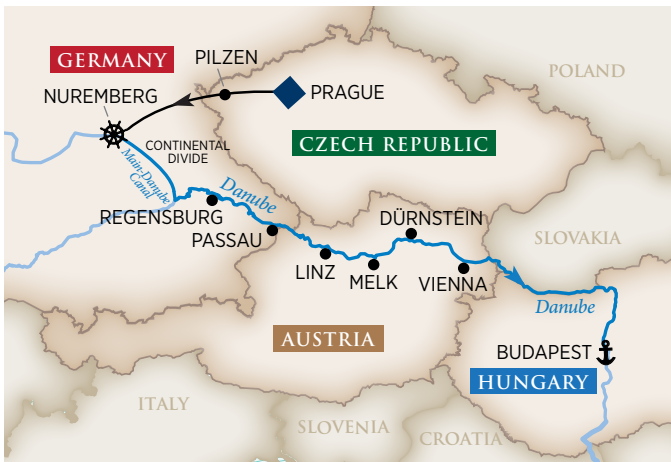 PILZEN
GERMANY
POLAND
NUREMBERG
PRAGUE
CONTINENTAL
DIVIDE
CZECH REPUBLIC
Main-Danube
Canal
Danube
REGENSBURG
DÜRNSTEIN
PASSAU
SLOVAKIA
LINZ
MELK
VIENNA
Danube
AUSTRIA
BUDAPEST
HUNGARY
ITALY
SLOVENIA
CROATIA